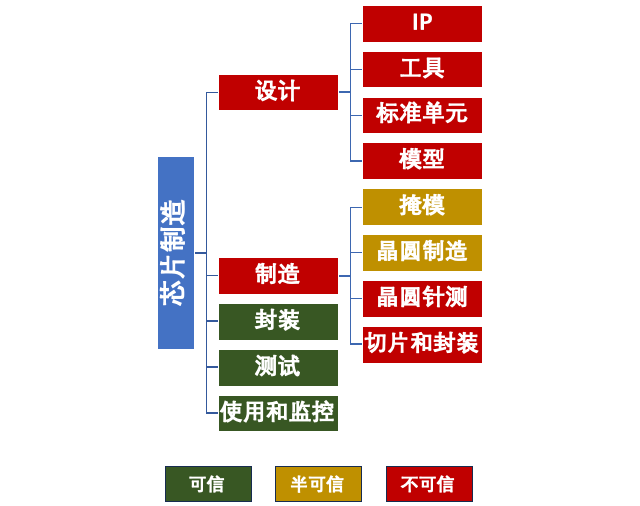 芯片制造
设计
IP
工具
标准单元
模型
制造
掩模
晶圆制造
晶圆针测
切片和封装
封装
测试
使用和监控
可信
半可信
不可信